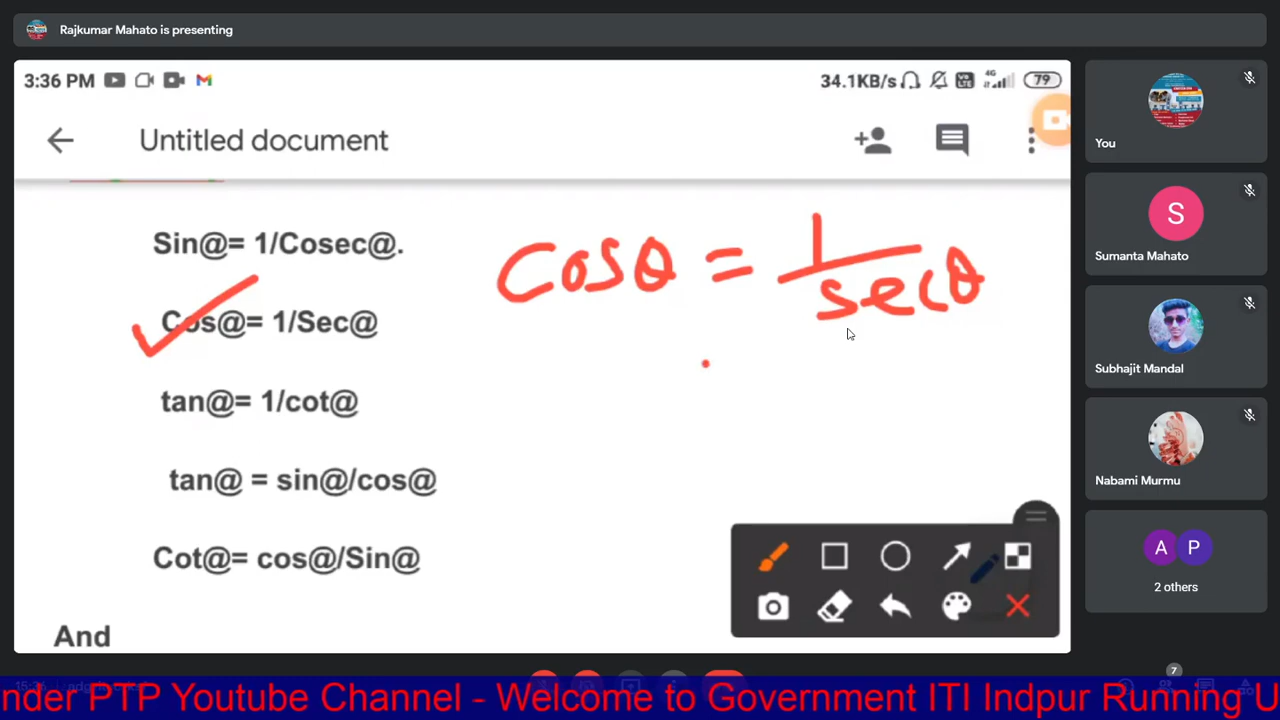 Rajkumar Mahato is presenting
3:36 PM
34.1KB/s
4G
79
Untitled document
Sin@= 1/Cosec@.
Cos@= 1/Sec@
tan@= 1/cot@
tan@ = sin@/cos@
Cot@= cos@/Sin@
And
Cosθ = 1
secθ
You
S
Sumanta Mahato
Subhajit Mandal
Nabami Murmu
A P
2 others
7
nder PTP Youtube Channel - Welcome to Government ITI Indpur Running U